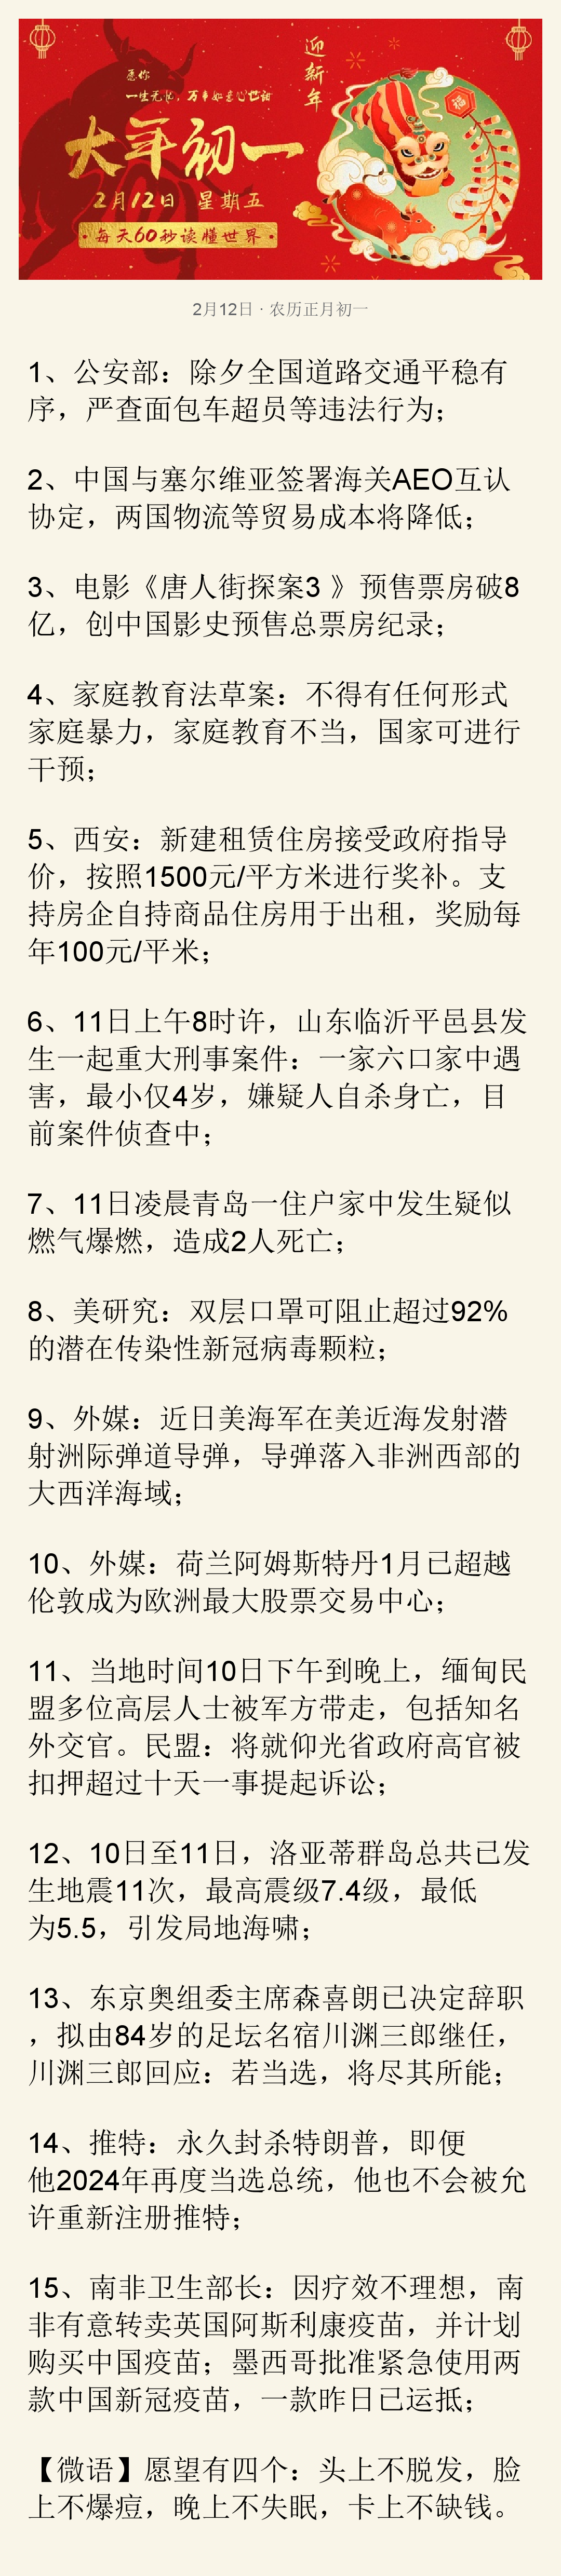 迎新年
愿你
大年初一
2月12日 星期五
·每天60秒读懂世界·
福
2月12日 · 农历正月初一
1、公安部：除夕全国道路交通平稳有
序，严查面包车超员等违法行为；
2、中国与塞尔维亚签署海关AEO互认
协定，两国物流等贸易成本将降低；
3、电影《唐人街探案3 》预售票房破8
亿，创中国影史预售总票房纪录；
4、家庭教育法草案：不得有任何形式
家庭暴力，家庭教育不当，国家可进行
干预；
5、西安：新建租赁住房接受政府指导
价，按照1500元/平方米进行奖补。支
持房企自持商品住房用于出租，奖励每
年100元/平米；
6、11日上午8时许，山东临沂平邑县发
生一起重大刑事案件：一家六口家中遇
害，最小仅4岁，嫌疑人自杀身亡，目
前案件侦查中；
7、11日凌晨青岛一住户家中发生疑似
燃气爆燃，造成2人死亡；
8、美研究：双层口罩可阻止超过92%
的潜在传染性新冠病毒颗粒；
9、外媒：近日美海军在美近海发射潜
射洲际弹道导弹，导弹落入非洲西部的
大西洋海域；
10、外媒：荷兰阿姆斯特丹1月已超越
伦敦成为欧洲最大股票交易中心；
11、当地时间10日下午到晚上，缅甸民
盟多位高层人士被军方带走，包括知名
外交官。民盟：将就仰光省政府高官被
扣押超过十天一事提起诉讼；
12、10日至11日，洛亚蒂群岛总共已发
生地震11次，最高震级7.4级，最低
为5.5，引发局地海啸；
13、东京奥组委主席森喜朗已决定辞职
，拟由84岁的足坛名宿川渊三郎继任，
川渊三郎回应：若当选，将尽其所能；
14、推特：永久封杀特朗普，即便
他2024年再度当选总统，他也不会被允
许重新注册推特；
15、南非卫生部长：因疗效不理想，南
非有意转卖英国阿斯利康疫苗，并计划
购买中国疫苗；墨西哥批准紧急使用两
款中国新冠疫苗，一款昨日已运抵；
【微语】愿望有四个：头上不脱发，脸
上不爆痘，晚上不失眠，卡上不缺钱。